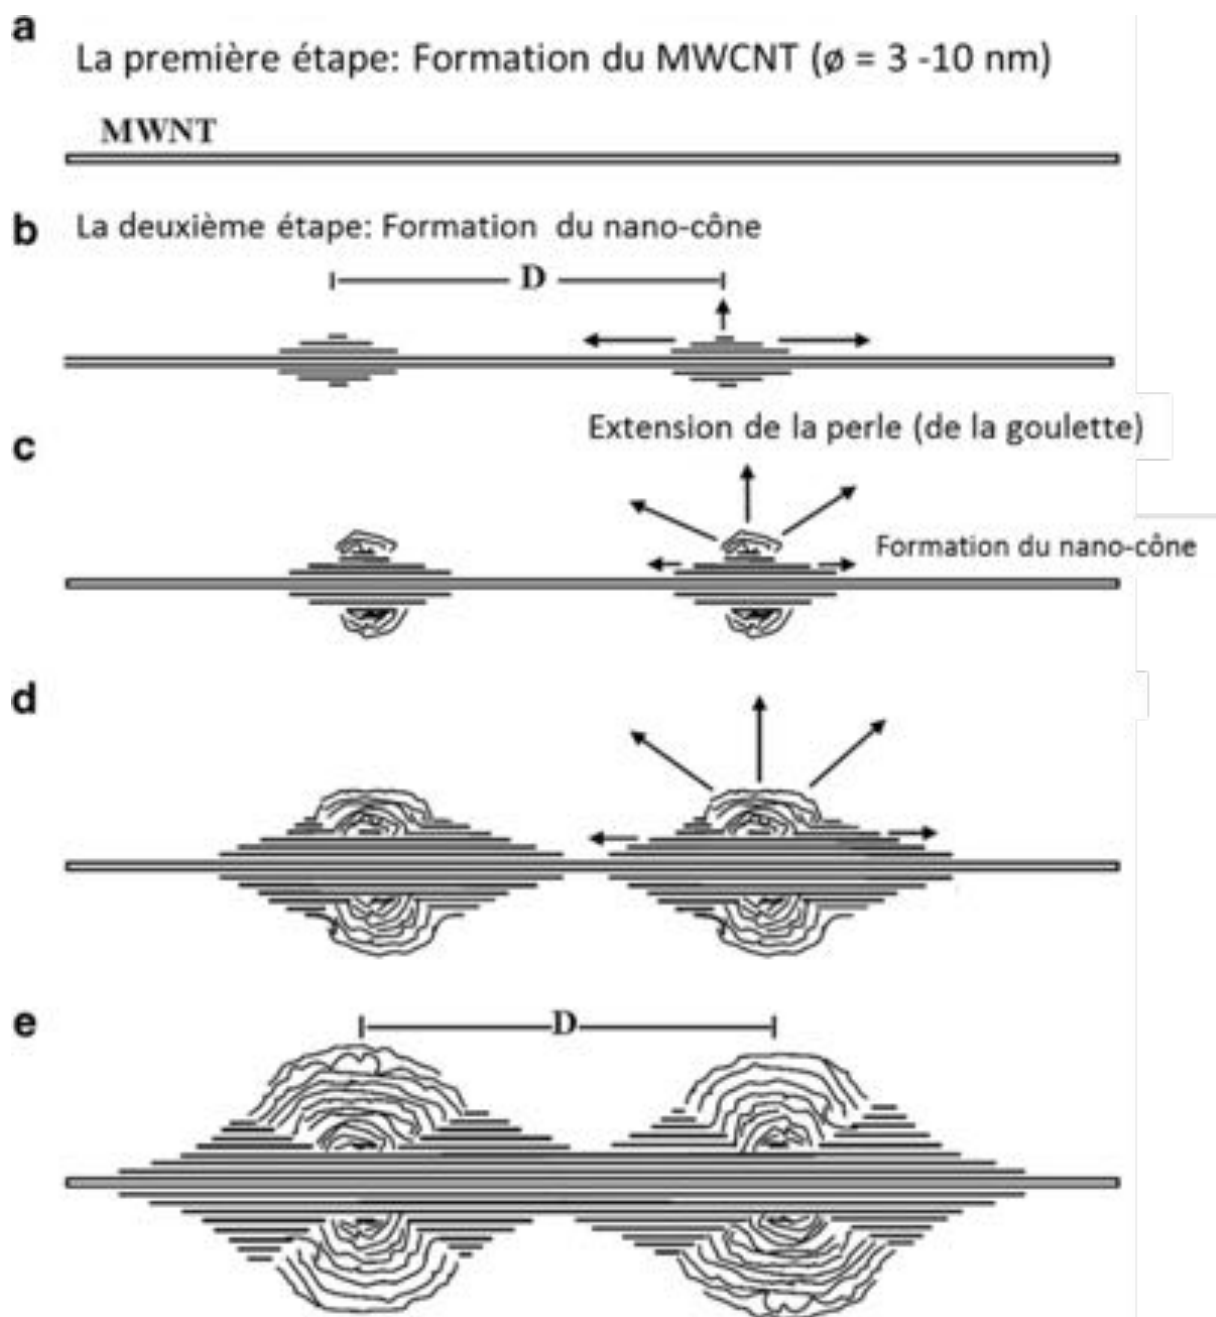 a
La première étape: Formation du MWCNT (ø = 3 -10 nm)
MWNT
b La deuxième étape: Formation du nano-cône
D
Extension de la perle (de la goulette)
c
Formation du nano-cône
d
e
D